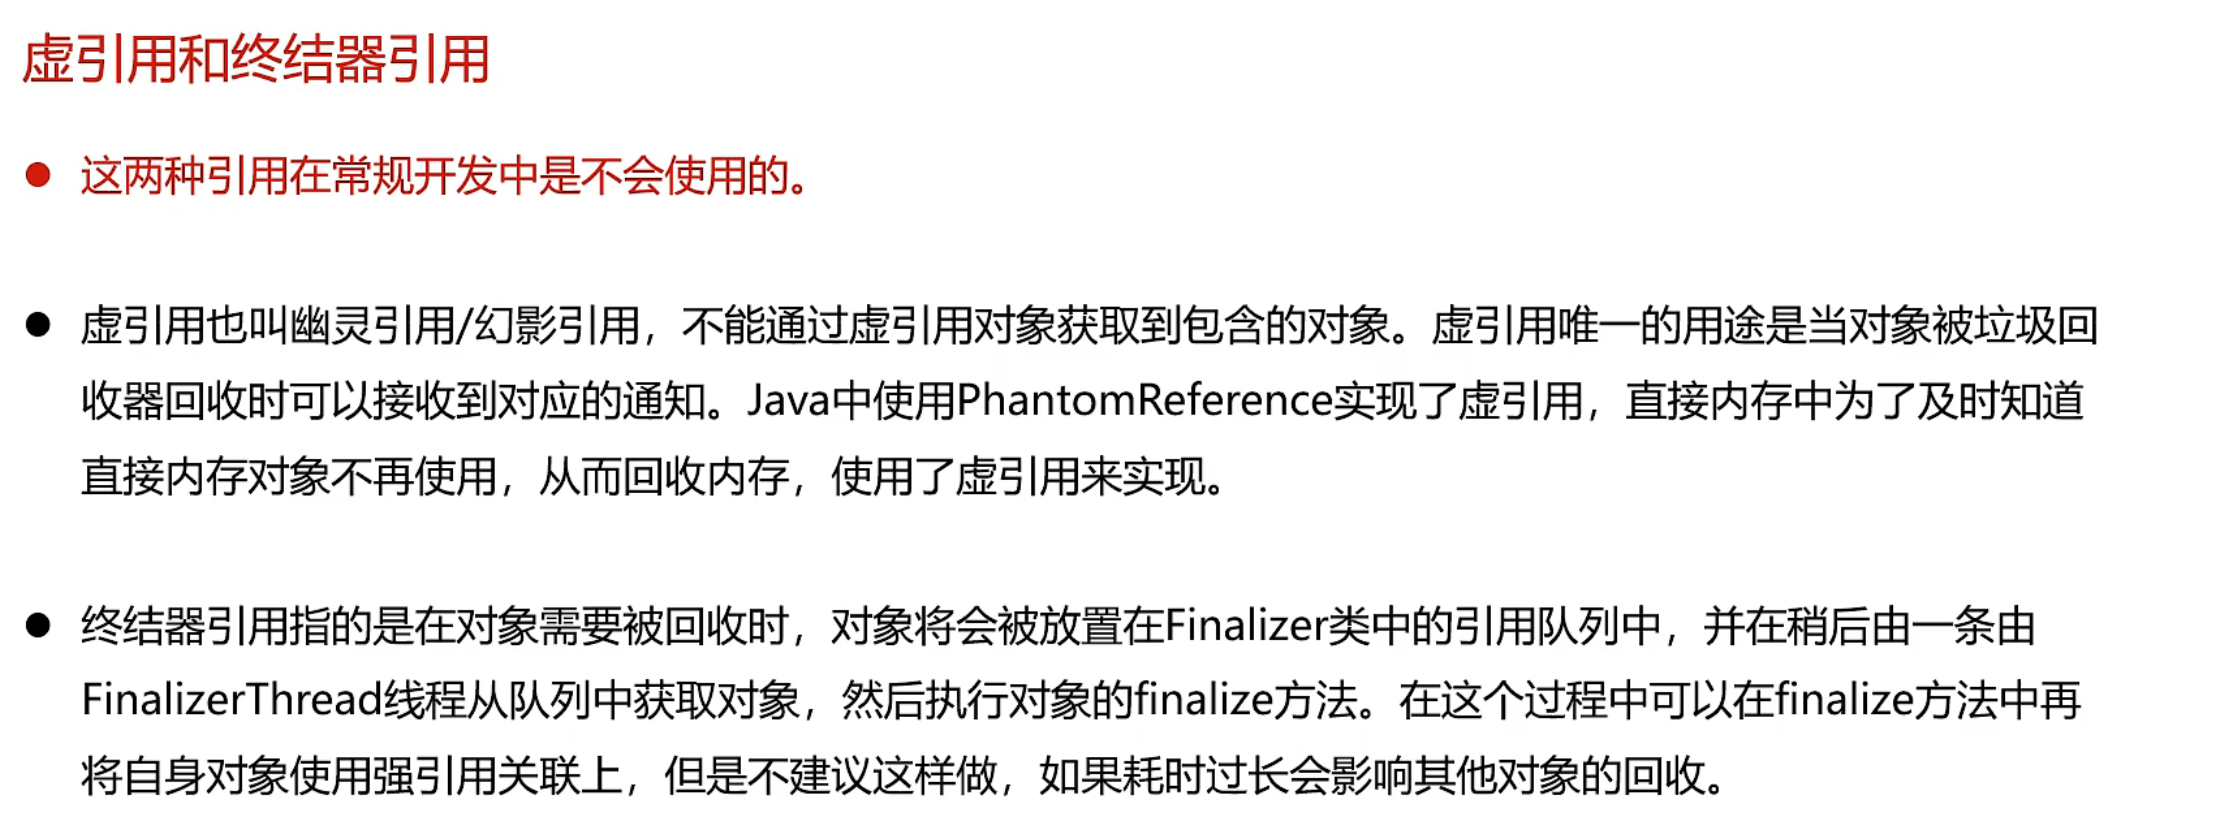 虚引用和终结器引用
● 这两种引用在常规开发中是不会使用的。
● 虚引用也叫幽灵引用/幻影引用，不能通过虚引用对象获取到包含的对象。虚引用唯一的用途是当对象被垃圾回
收器回收时可以接收到对应的通知。Java中使用PhantomReference实现了虚引用，直接内存中为了及时知道
直接内存对象不再使用，从而回收内存，使用了虚引用来实现。
● 终结器引用指的是在对象需要被回收时，对象将会被放置在Finalizer类中的引用队列中，并在稍后由一条由
FinalizerThread线程从队列中获取对象，然后执行对象的finalize方法。在这个过程中可以在finalize方法中再
将自身对象使用强引用关联上，但是不建议这样做，如果耗时过长会影响其他对象的回收。